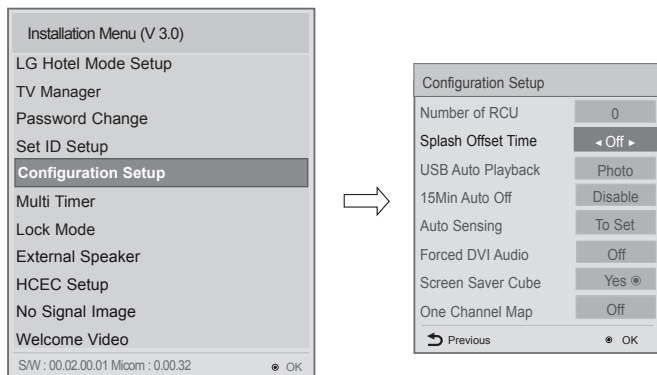 Installation Menu (V 3.0)
LG Hotel Mode Setup
TV Manager
Password Change
Set ID Setup
Configuration Setup
Multi Timer
Lock Mode
External Speaker
HCEC Setup
No Signal Image
Welcome Video
S/W : 00.02.00.01 Micom : 0.00.32 ◉ OK
Configuration Setup
Number of RCU 0
Splash Offset Time ◂ Off ▸
USB Auto Playback Photo
15Min Auto Off Disable
Auto Sensing To Set
Forced DVI Audio Off
Screen Saver Cube Yes ◉
One Channel Map Off
Previous ◉ OK